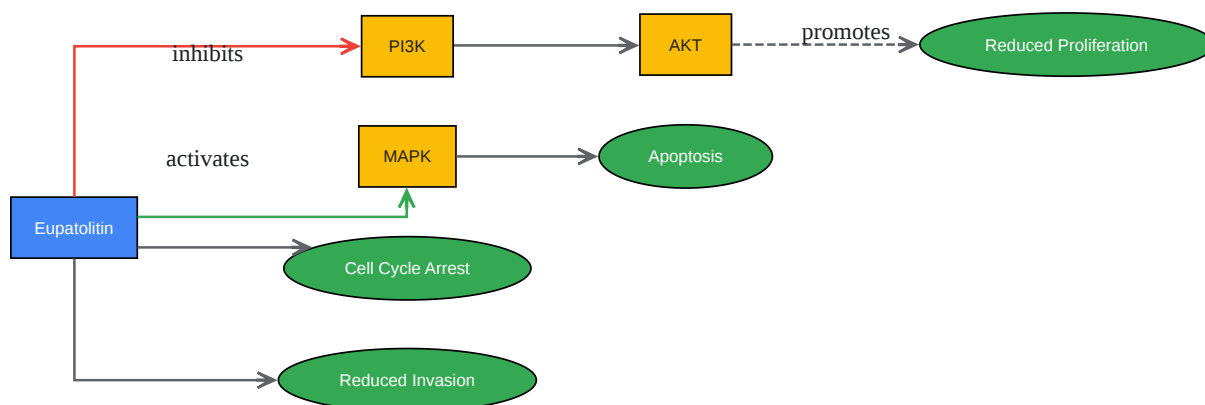 promotes
PI3K
AKT
Reduced Proliferation
inhibits
MAPK
Apoptosis
activates
Eupatolitin
Cell Cycle Arrest
Reduced Invasion